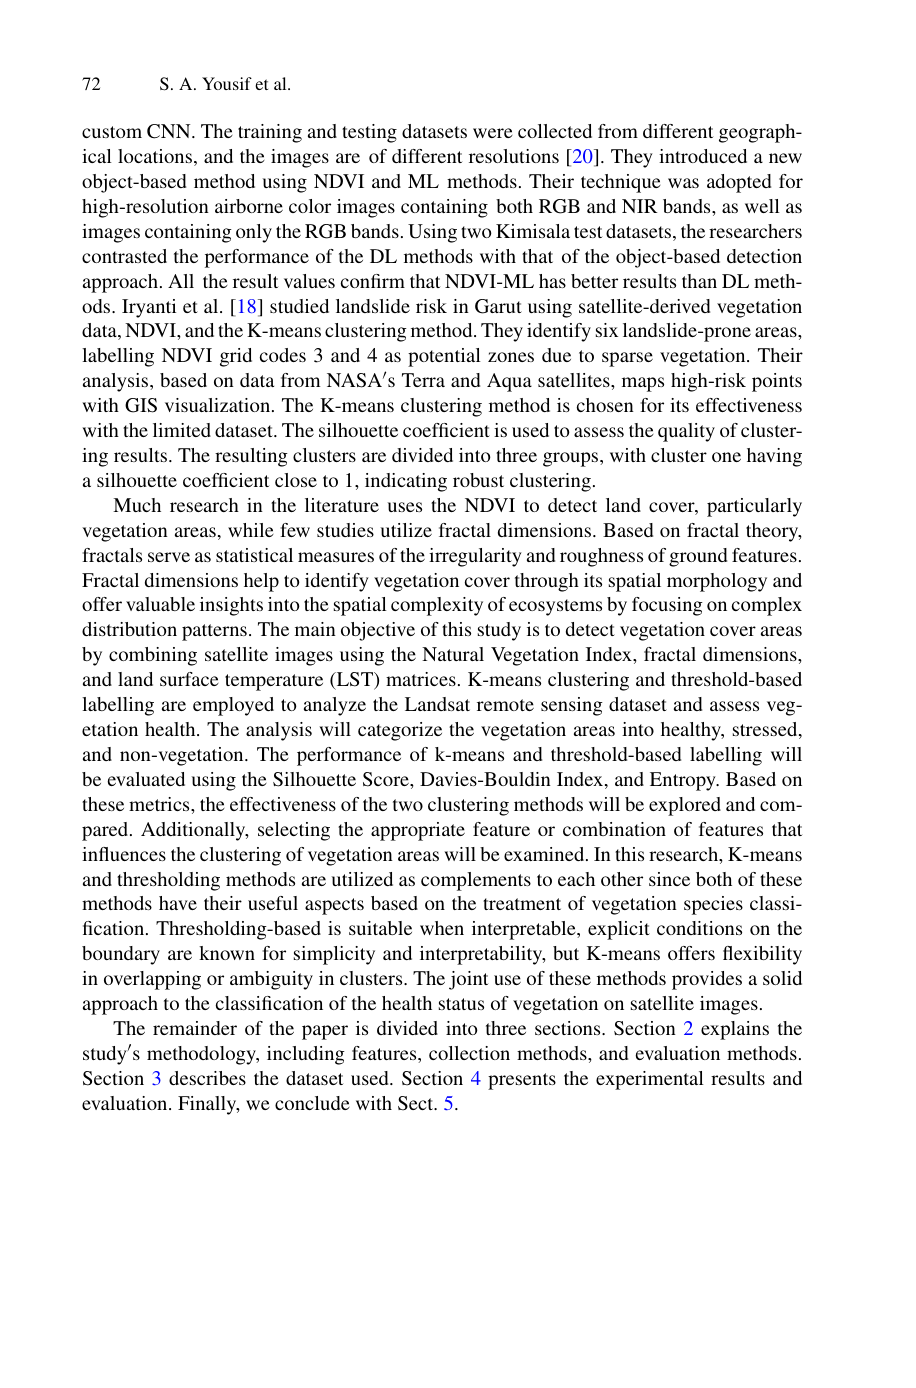 72 S. A. Yousif et al.
custom CNN. The training and testing datasets were collected from different geograph-
ical locations, and the images are of different resolutions [20]. They introduced a new
object-based method using NDVI and ML methods. Their technique was adopted for
high-resolution airborne color images containing both RGB and NIR bands, as well as
images containing only the RGB bands. Using two Kimisala test datasets, the researchers
contrasted the performance of the DL methods with that of the object-based detection
approach. All the result values confirm that NDVI-ML has better results than DL meth-
ods. Iryanti et al. [18] studied landslide risk in Garut using satellite-derived vegetation
data, NDVI, and the K-means clustering method. They identify six landslide-prone areas,
labelling NDVI grid codes 3 and 4 as potential zones due to sparse vegetation. Their
analysis, based on data from NASA′s Terra and Aqua satellites, maps high-risk points
with GIS visualization. The K-means clustering method is chosen for its effectiveness
with the limited dataset. The silhouette coefficient is used to assess the quality of cluster-
ing results. The resulting clusters are divided into three groups, with cluster one having
a silhouette coefficient close to 1, indicating robust clustering.
Much research in the literature uses the NDVI to detect land cover, particularly
vegetation areas, while few studies utilize fractal dimensions. Based on fractal theory,
fractals serve as statistical measures of the irregularity and roughness of ground features.
Fractal dimensions help to identify vegetation cover through its spatial morphology and
offer valuable insights into the spatial complexity of ecosystems by focusing on complex
distribution patterns. The main objective of this study is to detect vegetation cover areas
by combining satellite images using the Natural Vegetation Index, fractal dimensions,
and land surface temperature (LST) matrices. K-means clustering and threshold-based
labelling are employed to analyze the Landsat remote sensing dataset and assess veg-
etation health. The analysis will categorize the vegetation areas into healthy, stressed,
and non-vegetation. The performance of k-means and threshold-based labelling will
be evaluated using the Silhouette Score, Davies-Bouldin Index, and Entropy. Based on
these metrics, the effectiveness of the two clustering methods will be explored and com-
pared. Additionally, selecting the appropriate feature or combination of features that
influences the clustering of vegetation areas will be examined. In this research, K-means
and thresholding methods are utilized as complements to each other since both of these
methods have their useful aspects based on the treatment of vegetation species classi-
fication. Thresholding-based is suitable when interpretable, explicit conditions on the
boundary are known for simplicity and interpretability, but K-means offers flexibility
in overlapping or ambiguity in clusters. The joint use of these methods provides a solid
approach to the classification of the health status of vegetation on satellite images.
The remainder of the paper is divided into three sections. Section 2 explains the
study′s methodology, including features, collection methods, and evaluation methods.
Section 3 describes the dataset used. Section 4 presents the experimental results and
evaluation. Finally, we conclude with Sect. 5.